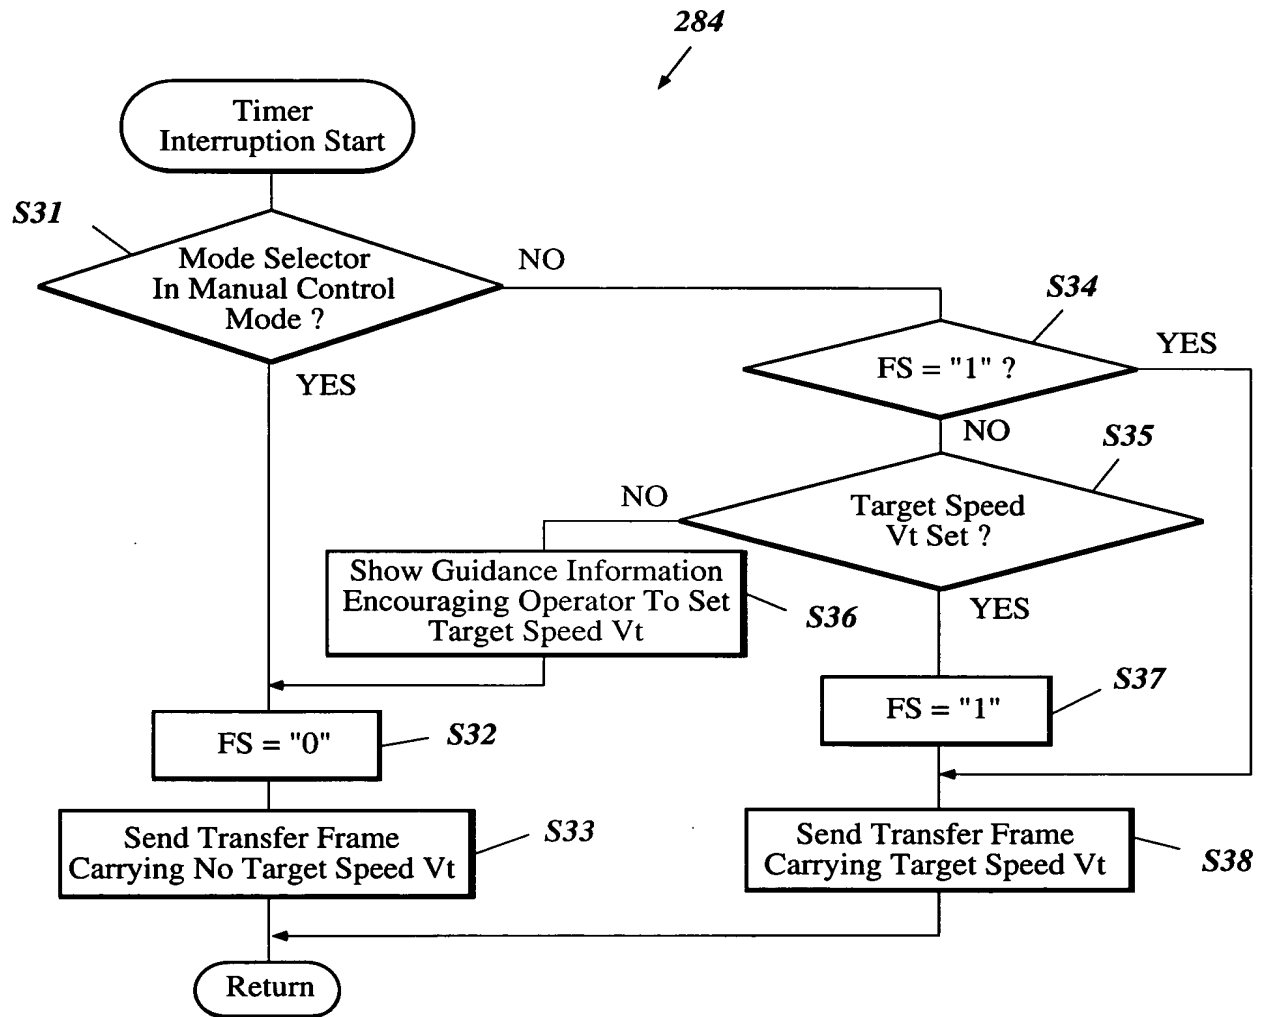 284
Timer
Interruption Start
S31
Mode Selector
In Manual Control
Mode ?
NO
YES
S34
FS = "1" ?
YES
NO
S35
Target Speed
Vt Set ?
NO
YES
Show Guidance Information
Encouraging Operator To Set
Target Speed Vt
S36
FS = "1"
S37
FS = "0"
S32
Send Transfer Frame
Carrying No Target Speed Vt
S33
Send Transfer Frame
Carrying Target Speed Vt
S38
Return